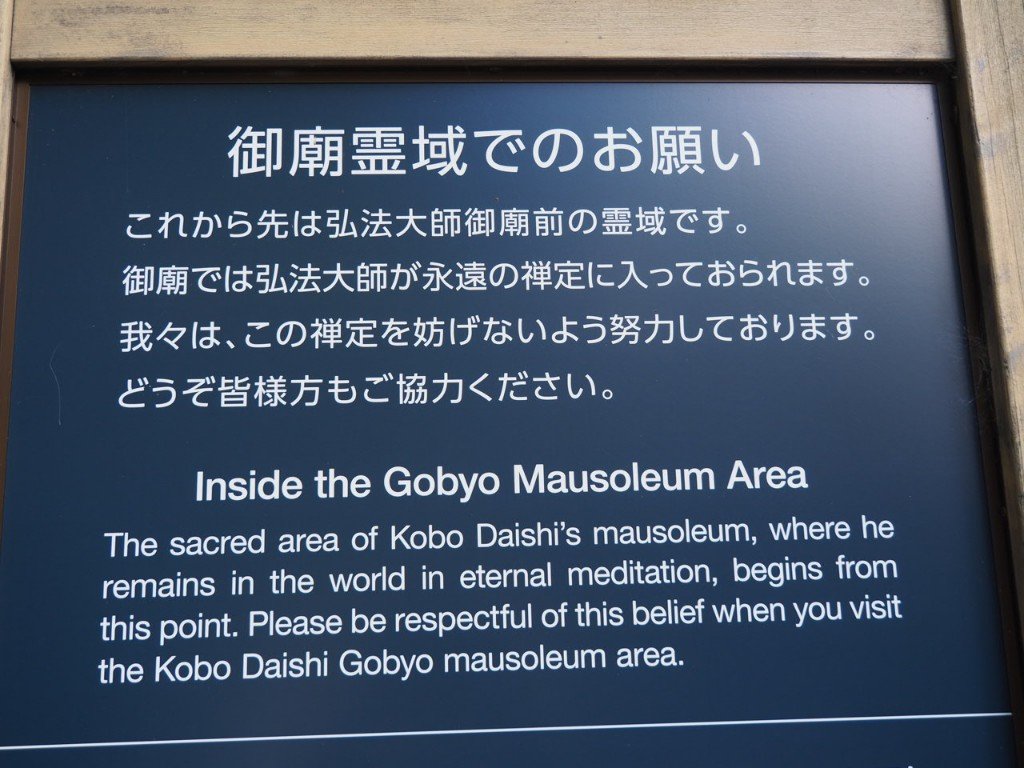 御廟霊域でのお願い
これから先は弘法大師御廟前の霊域です。
御廟では弘法大師が永遠の禅定に入っておられます。
我々は、この禅定を妨げないよう努力しております。
どうぞ皆様方もご協力ください。
Inside the Gobyo Mausoleum Area
The sacred area of Kobo Daishi's mausoleum, where he
remains in the world in eternal meditation, begins from
this point. Please be respectful of this belief when you visit
the Kobo Daishi Gobyo mausoleum area.